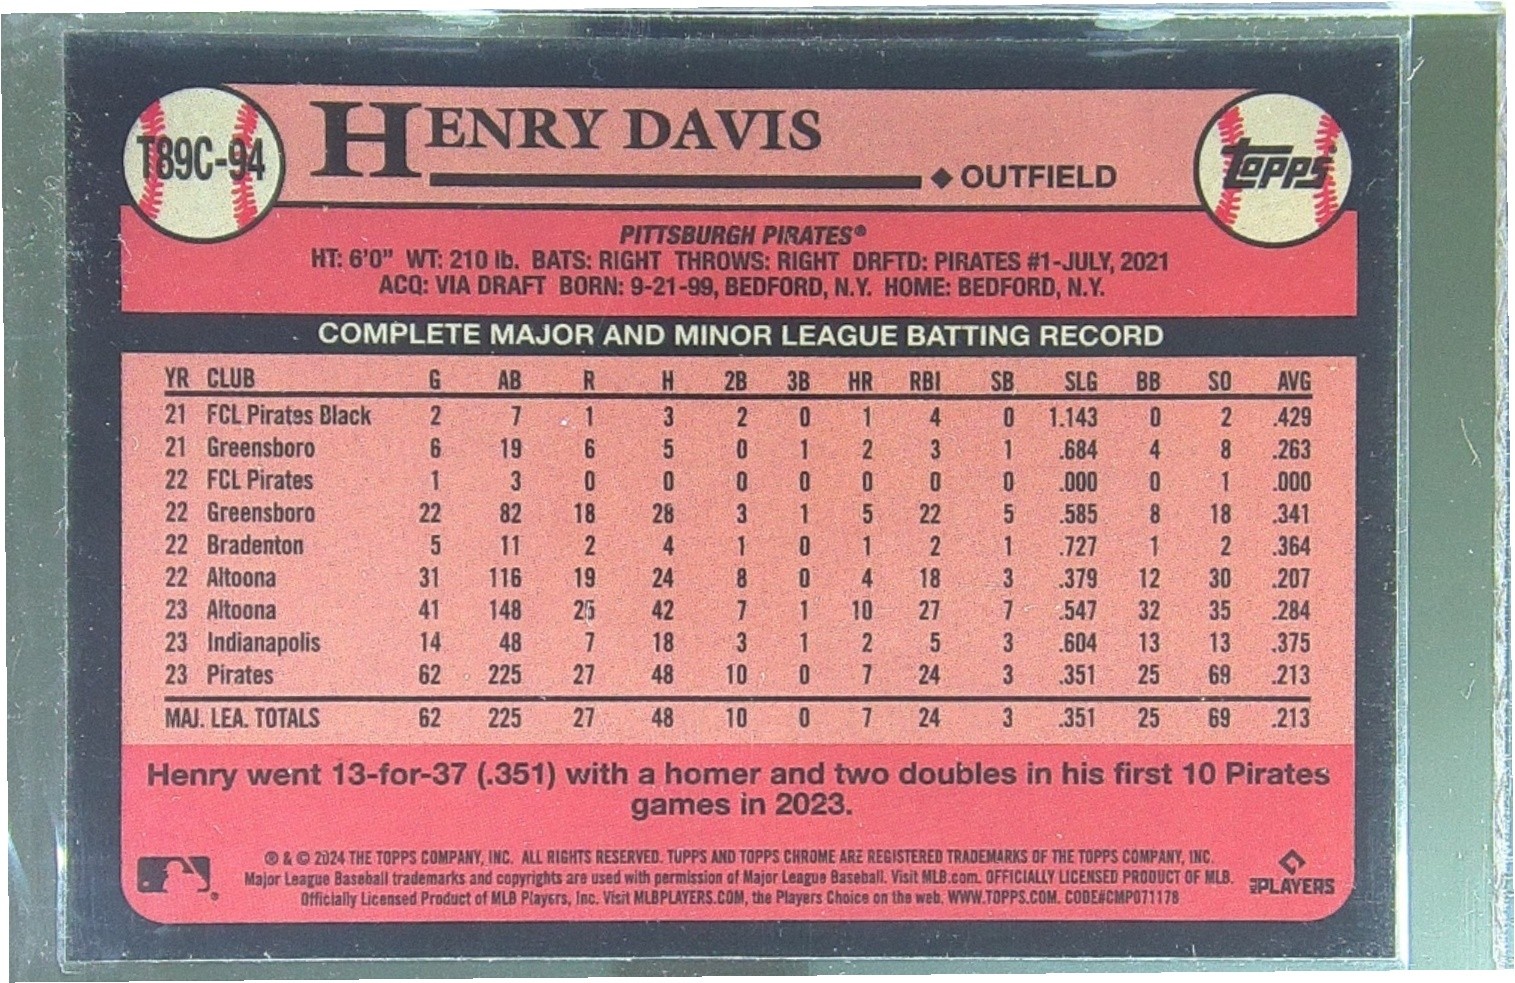 T89C-94
HENRY DAVIS
◆ OUTFIELD
TOPPS
PITTSBURGH PIRATES®
HT: 6'0" WT: 210 lb. BATS: RIGHT THROWS: RIGHT DRFTD: PIRATES #1-JULY, 2021
ACQ: VIA DRAFT BORN: 9-21-99, BEDFORD, N.Y. HOME: BEDFORD, N.Y.
COMPLETE MAJOR AND MINOR LEAGUE BATTING RECORD
YR CLUB G AB R H 2B 3B HR RBI SB SLG BB SO AVG
21 FCL Pirates Black 2 7 1 3 2 0 1 4 0 1.143 0 2 .429
21 Greensboro 6 19 6 5 0 1 2 3 1 .684 4 8 .263
22 FCL Pirates 1 3 0 0 0 0 0 0 0 .000 0 1 .000
22 Greensboro 22 82 18 28 3 1 5 22 5 .585 8 18 .341
22 Bradenton 5 11 2 4 1 0 1 2 1 .727 1 2 .364
22 Altoona 31 116 19 24 8 0 4 18 3 .379 12 30 .207
23 Altoona 41 148 42 7 1 10 27 7 .547 32 35 .284
23 Indianapolis 14 48 7 18 3 1 2 5 3 .604 13 13 .375
23 Pirates 62 225 27 48 10 0 7 24 3 .351 25 69 .213
MAJ. LEA. TOTALS 62 225 27 48 10 0 7 24 3 .351 25 69 .213
Henry went 13-for-37 (.351) with a homer and two doubles in his first 10 Pirates
games in 2023.
® & © 2024 THE TOPPS COMPANY, INC. ALL RIGHTS RESERVED. TOPPS AND TOPPS CHROME ARE REGISTERED TRADEMARKS OF THE TOPPS COMPANY, INC.
Major League Baseball trademarks and copyrights are used with permission of Major League Baseball. Visit MLB.com. OFFICIALLY LICENSED PRODUCT OF MLB.
Officially Licensed Product of MLB Players, Inc. Visit MLBPLAYERS.COM, the Players Choice on the web. WWW.TOPPS.COM. CODE#CMP071178
MLBPLAYERS